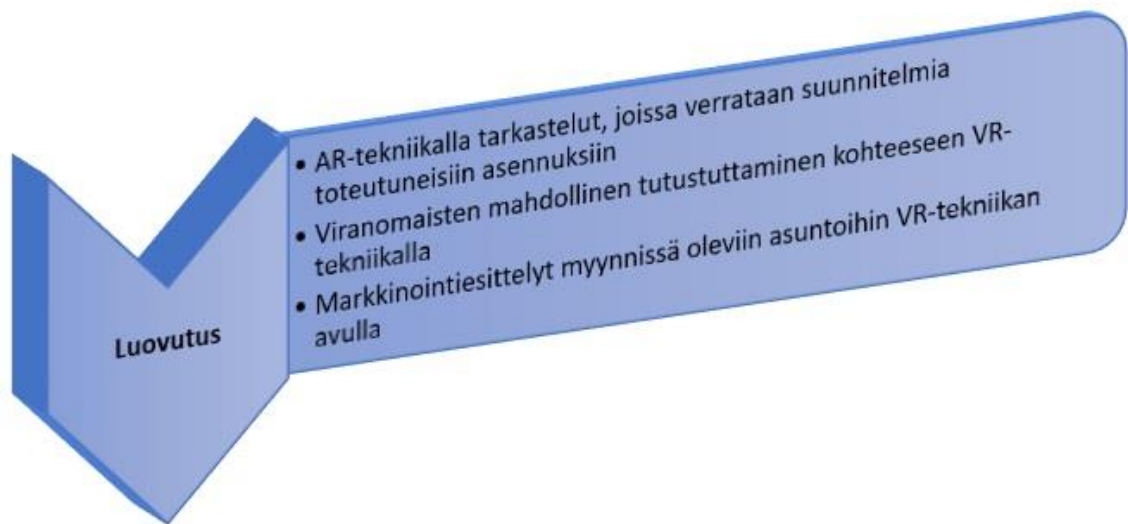 Luovutus
• AR-tekniikalla tarkastelut, joissa verrataan suunnitelmia
toteutuneisiin asennuksiin
• Viranomaisten mahdollinen tutustuttaminen kohteeseen VR-
tekniikalla
• Markkinointiesittelyt myynnissä oleviin asuntoihin VR-tekniikan
avulla